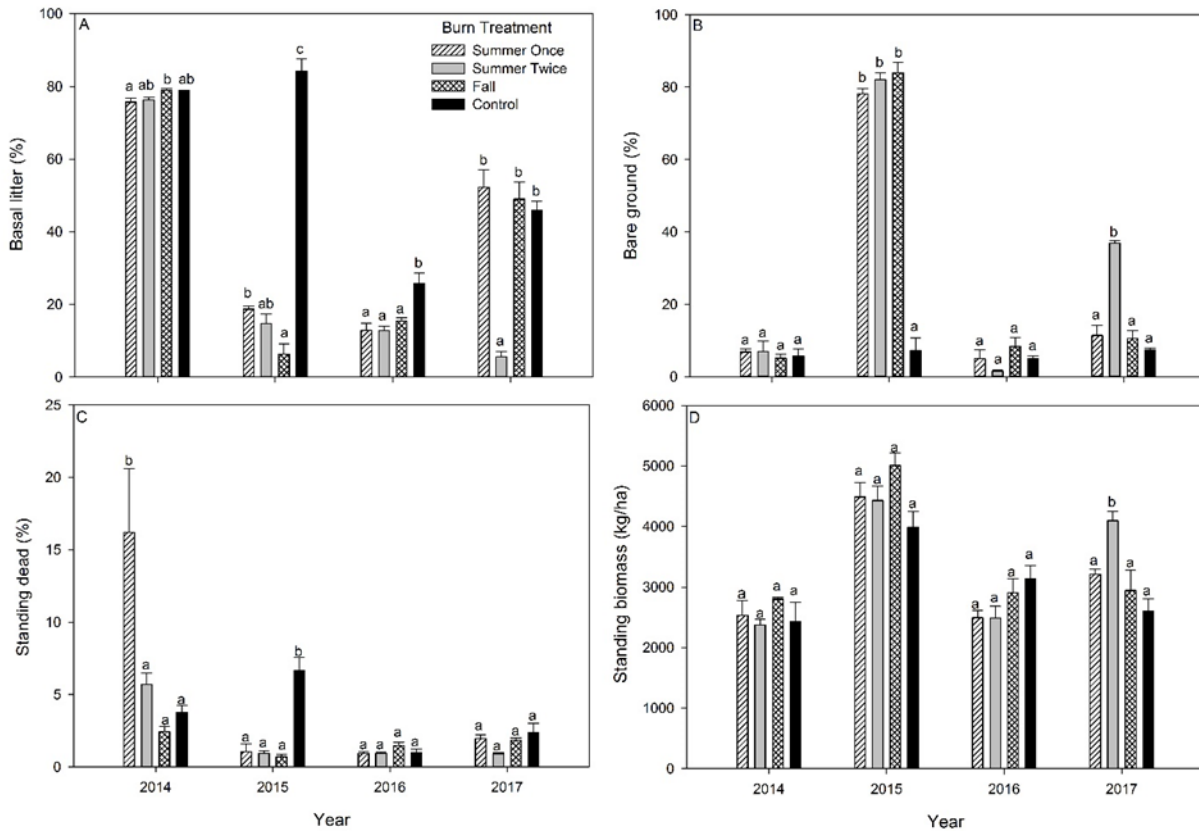 A
Burn Treatment
Summer Once
Summer Twice
Fall
Control
Basal litter (%)
100
80
60
40
20
0
a ab b ab
b ab a c
a a a b
b a b b
B
Bare ground (%)
100
80
60
40
20
0
a a a a
b b b a
a a a a
a b a a
C
Standing dead (%)
25
20
15
10
5
0
b a a a
a a a b
a a a a
a a a a
2014 2015 2016 2017
Year
D
Standing biomass (kg/ha)
6000
5000
4000
3000
2000
1000
0
a a a a
a a a a
a a a a
a b a a
2014 2015 2016 2017
Year